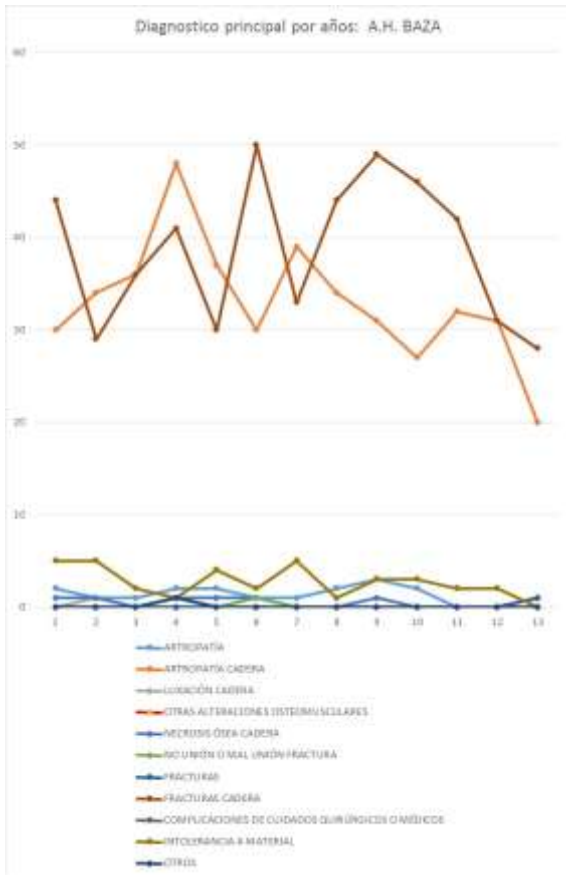 Diagnostico principal por años: A.H. BAZA
60
50
40
30
20
10
0
1 2 3 4 5 6 7 8 9 10 11 12 13
ARTROPATÍA
ARTROPATÍA CADERA
LUXACIÓN CADERA
OTRAS ALTERACIONES OSTEOMUSCULARES
NECROSIS ÓSEA CADERA
NO UNIÓN O MAL UNIÓN FRACTURA
FRACTURAS
FRACTURAS CADERA
COMPLICACIONES DE CUIDADOS QUIRÚRGICOS O MÉDICOS
INTOLERANCIA A MATERIAL
OTROS